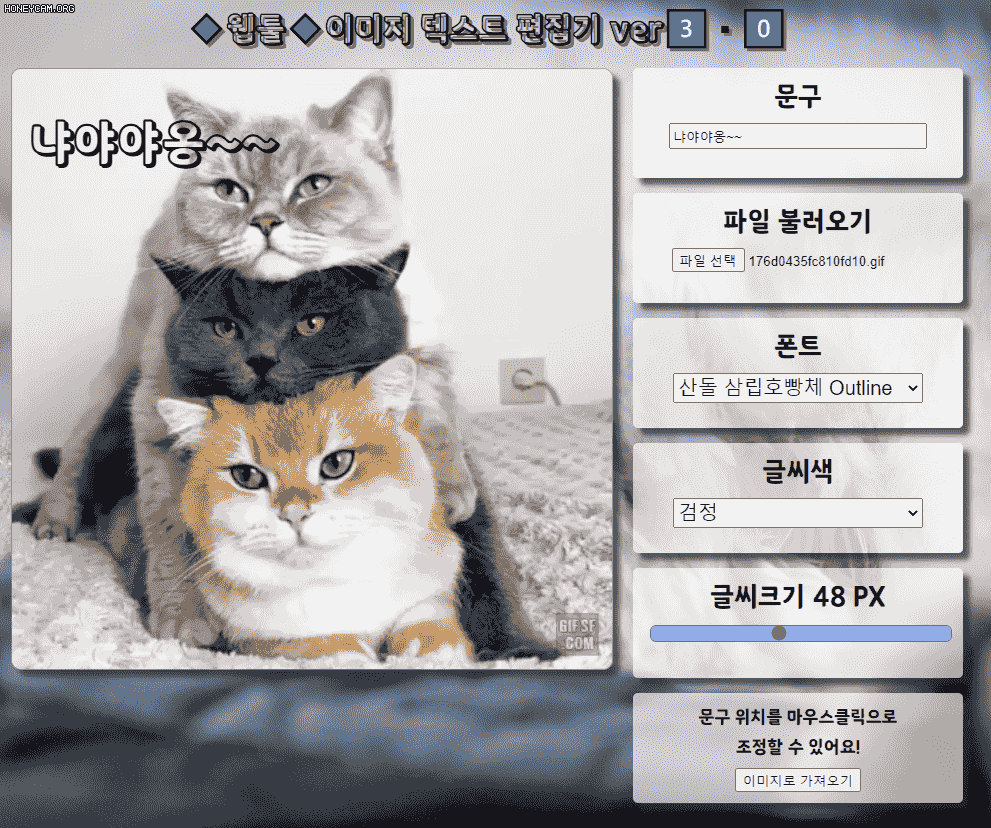 HONEYCAM.ORG
◆웹툴◆이미지 텍스트 편집기 ver 3 . 0
냐야야옹~~
GIFSF
.COM
문구
냐야야옹~~
파일 불러오기
파일 선택 176d0435fc810fd10.gif
폰트
산돌 삼립호빵체 Outline
글씨색
검정
글씨크기 48 PX
문구 위치를 마우스클릭으로
조정할 수 있어요!
이미지로 가져오기